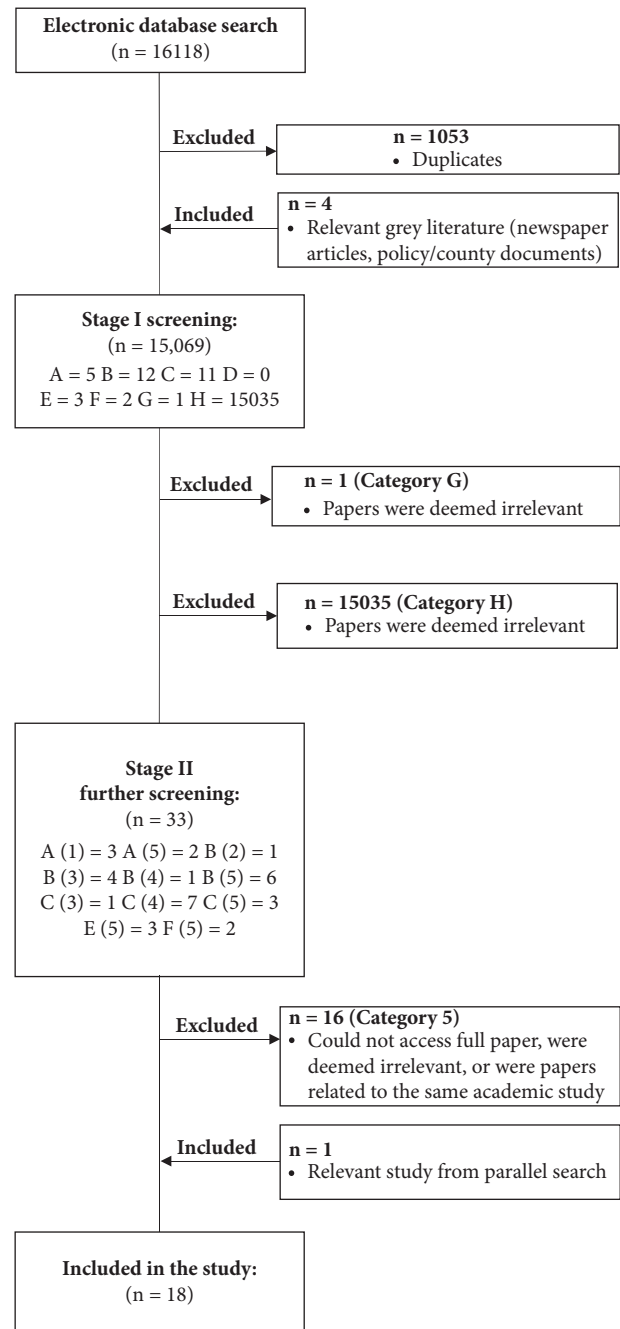 Electronic database search
(n = 16118)
Excluded
n = 1053
• Duplicates
Included
n = 4
• Relevant grey literature (newspaper
articles, policy/county documents)
Stage I screening:
(n = 15,069)
A = 5 B = 12 C = 11 D = 0
E = 3 F = 2 G = 1 H = 15035
Excluded
n = 1 (Category G)
• Papers were deemed irrelevant
Excluded
n = 15035 (Category H)
• Papers were deemed irrelevant
Stage II
further screening:
(n = 33)
A (1) = 3 A (5) = 2 B (2) = 1
B (3) = 4 B (4) = 1 B (5) = 6
C (3) = 1 C (4) = 7 C (5) = 3
E (5) = 3 F (5) = 2
Excluded
n = 16 (Category 5)
• Could not access full paper, were
deemed irrelevant, or were papers
related to the same academic study
Included
n = 1
• Relevant study from parallel search
Included in the study:
(n = 18)